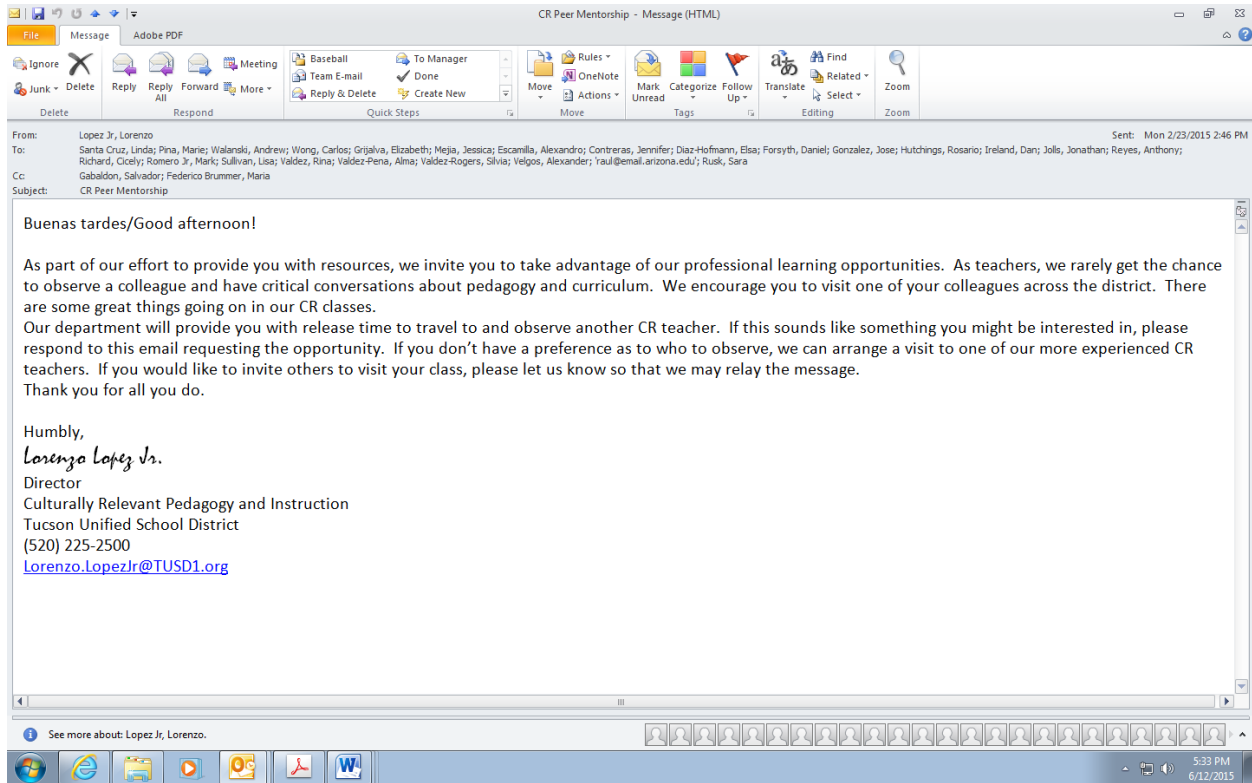 CR Peer Mentorship - Message (HTML)
File Message Adobe PDF
Ignore
Junk
Delete
Reply
Reply All
Forward
Meeting
More
Baseball
Team E-mail
Reply & Delete
To Manager
Done
Create New
Move
Rules
OneNote
Actions
Mark Unread
Categorize
Follow Up
Translate
Find
Related
Select
Zoom
Delete Respond Quick Steps Move Tags Editing Zoom
From: Lopez Jr, Lorenzo Sent: Mon 2/23/2015 2:46 PM
To: Santa Cruz, Linda; Pina, Marie; Walanski, Andrew; Wong, Carlos; Grijalva, Elizabeth; Mejia, Jessica; Escamilla, Alexandro; Contreras, Jennifer; Diaz-Hofmann, Elsa; Forsyth, Daniel; Gonzalez, Jose; Hutchings, Rosario; Ireland, Dan; Jolls, Jonathan; Reyes, Anthony;
Richard, Cicely; Romero Jr, Mark; Sullivan, Lisa; Valdez, Rina; Valdez-Pena, Alma; Valdez-Rogers, Silvia; Velgos, Alexander; 'raul@email.arizona.edu'; Rusk, Sara
Cc: Gabaldon, Salvador; Federico Brummer, Maria
Subject: CR Peer Mentorship
Buenas tardes/Good afternoon!
As part of our effort to provide you with resources, we invite you to take advantage of our professional learning opportunities. As teachers, we rarely get the chance
to observe a colleague and have critical conversations about pedagogy and curriculum. We encourage you to visit one of your colleagues across the district. There
are some great things going on in our CR classes.
Our department will provide you with release time to travel to and observe another CR teacher. If this sounds like something you might be interested in, please
respond to this email requesting the opportunity. If you don't have a preference as to who to observe, we can arrange a visit to one of our more experienced CR
teachers. If you would like to invite others to visit your class, please let us know so that we may relay the message.
Thank you for all you do.
Humbly,
Lorenzo Lopez Jr.
Director
Culturally Relevant Pedagogy and Instruction
Tucson Unified School District
(520) 225-2500
Lorenzo.LopezJr@TUSD1.org
See more about: Lopez Jr, Lorenzo.
5:33 PM
6/12/2015